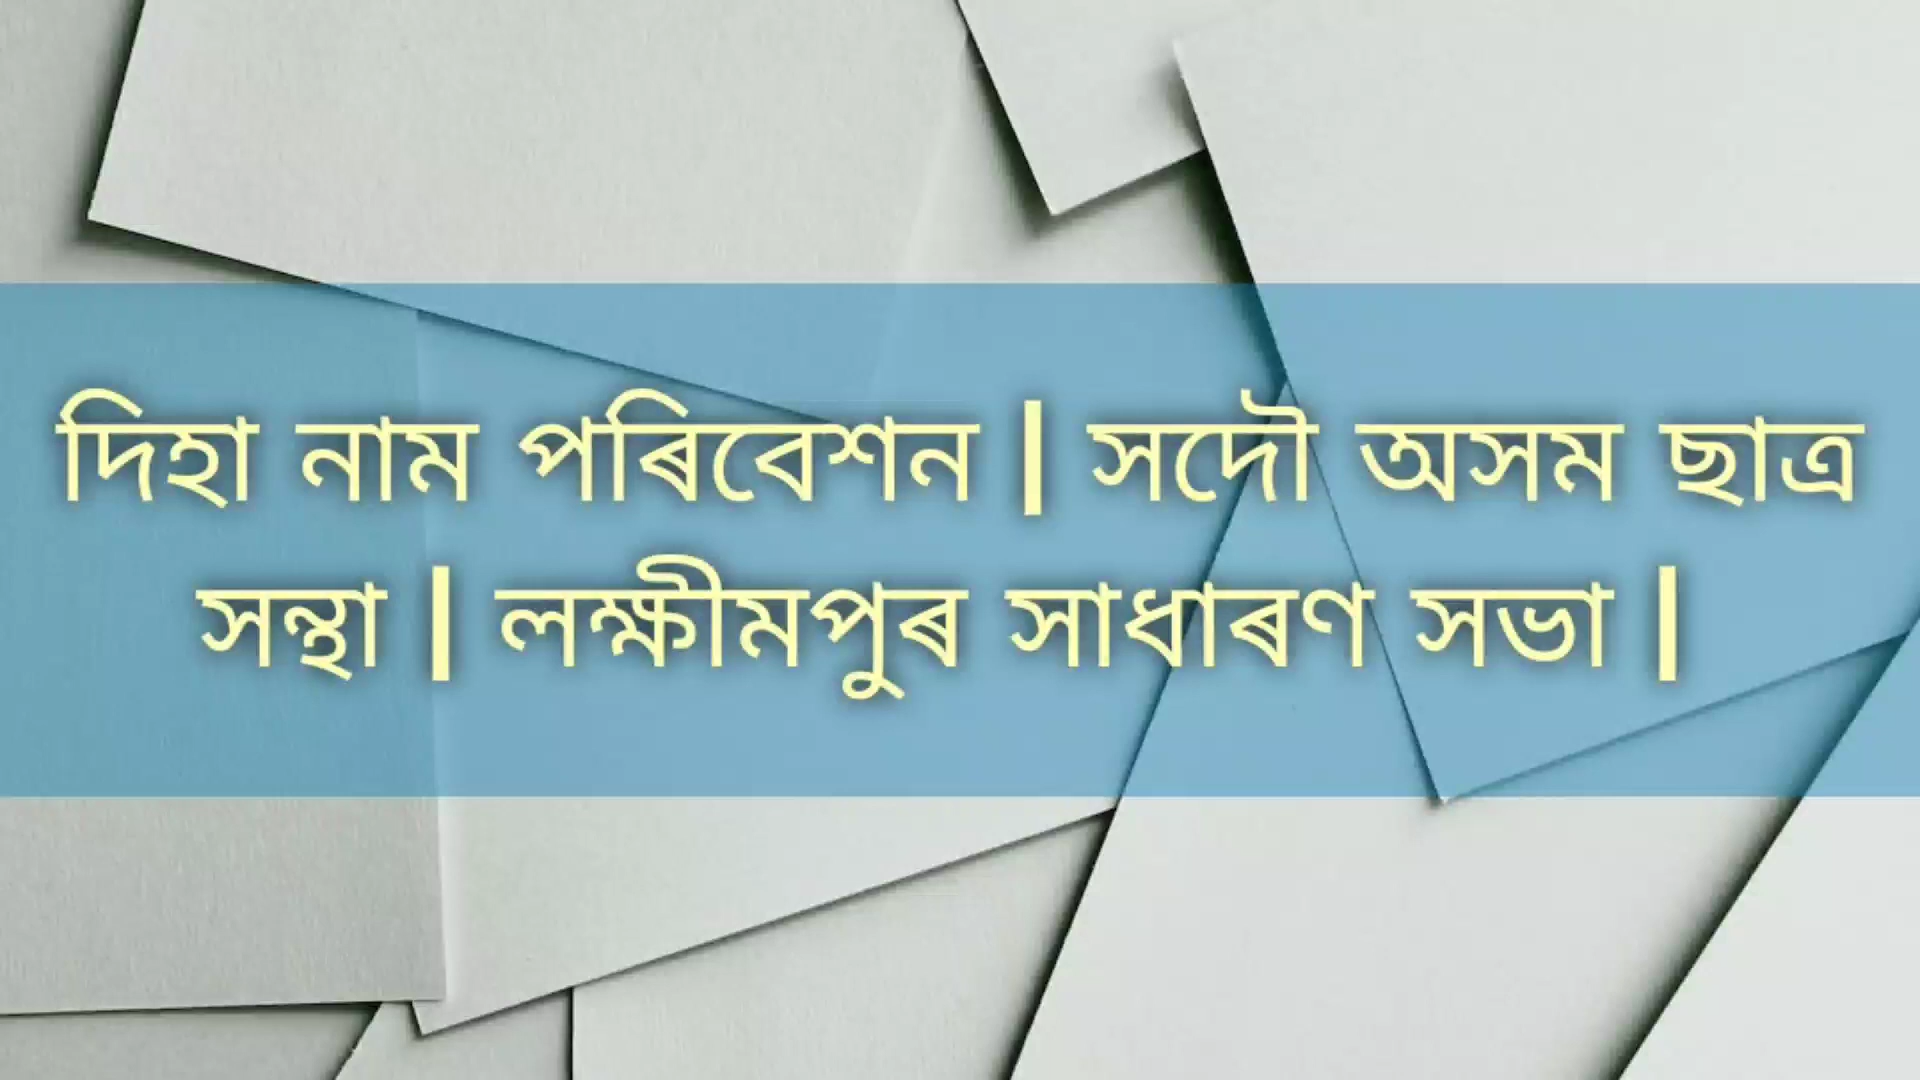 দিহা নাম পৰিবেশন | সদৌ অসম ছাত্ৰ
সন্থা | লক্ষীমপুৰ সাধাৰণ সভা |